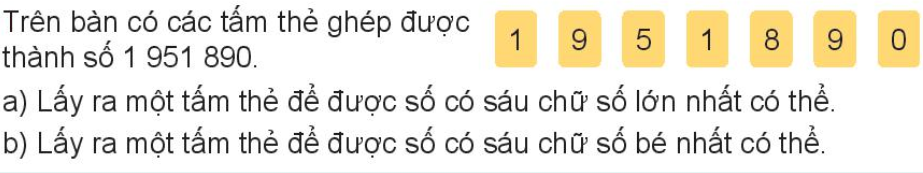 Trên bàn có các tấm thẻ ghép được
thành số 1 951 890.
1 9 5 1 8 9 0
a) Lấy ra một tấm thẻ để được số có sáu chữ số lớn nhất có thể.
b) Lấy ra một tấm thẻ để được số có sáu chữ số bé nhất có thể.